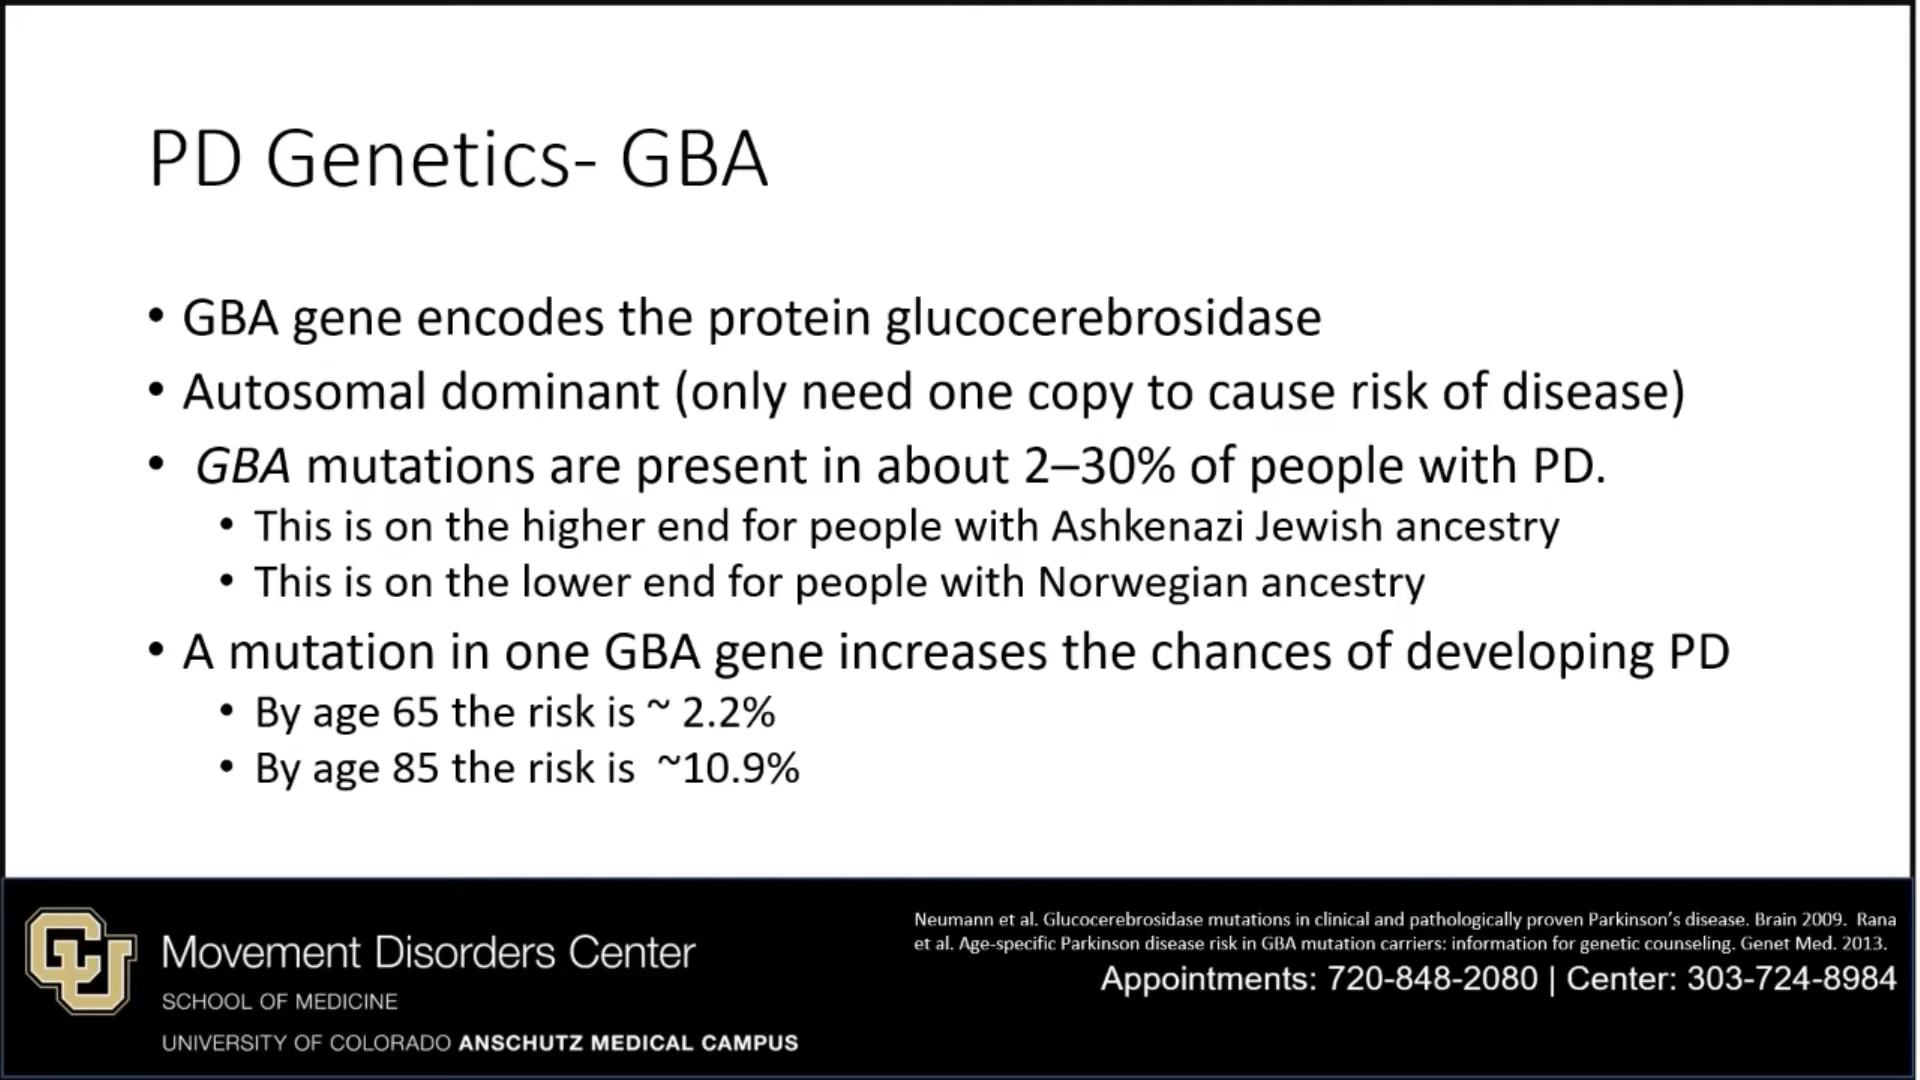 PD Genetics- GBA
• GBA gene encodes the protein glucocerebrosidase
• Autosomal dominant (only need one copy to cause risk of disease)
• GBA mutations are present in about 2–30% of people with PD.
• This is on the higher end for people with Ashkenazi Jewish ancestry
• This is on the lower end for people with Norwegian ancestry
• A mutation in one GBA gene increases the chances of developing PD
• By age 65 the risk is ~ 2.2%
• By age 85 the risk is ~10.9%
CU
Movement Disorders Center
SCHOOL OF MEDICINE
UNIVERSITY OF COLORADO ANSCHUTZ MEDICAL CAMPUS
Neumann et al. Glucocerebrosidase mutations in clinical and pathologically proven Parkinson's disease. Brain 2009. Rana
et al. Age-specific Parkinson disease risk in GBA mutation carriers: information for genetic counseling. Genet Med. 2013.
Appointments: 720-848-2080 | Center: 303-724-8984